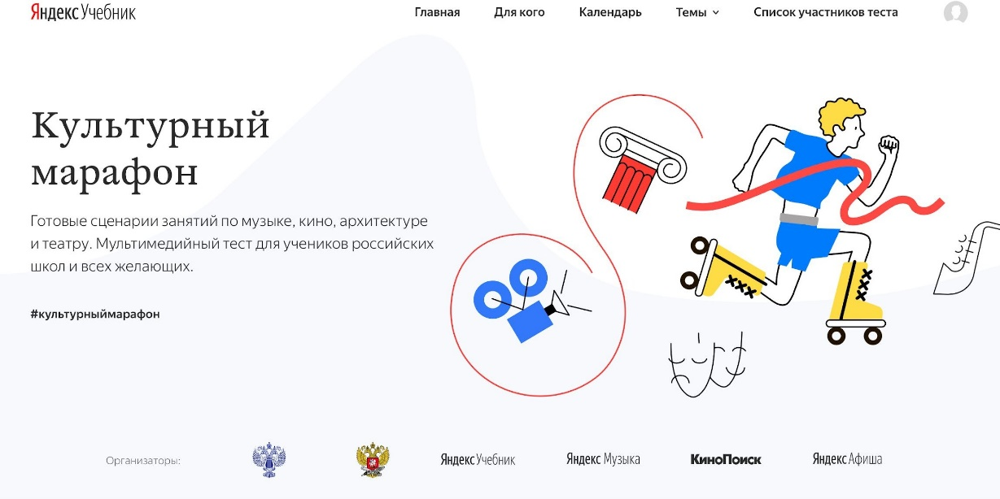 Яндекс Учебник
Главная
Для кого
Календарь
Темы
Список участников теста
Культурный
марафон
Готовые сценарии занятий по музыке, кино, архитектуре
и театру. Мультимедийный тест для учеников российских
школ и всех желающих.
#культурныймарафон
Организаторы:
Яндекс Учебник
Яндекс Музыка
КиноПоиск
Яндекс Афиша